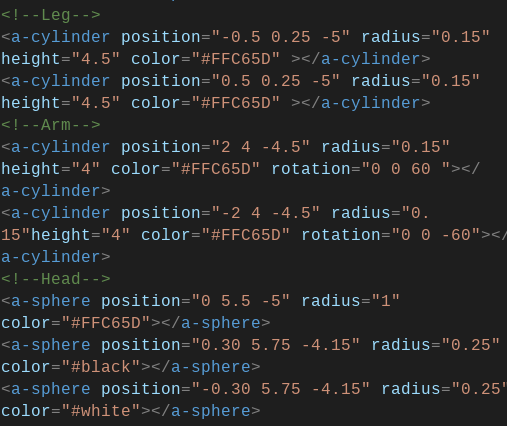 <!--Leg-->
<a-cylinder position="-0.5 0.25 -5" radius="0.15"
height="4.5" color="#FFC65D" ></a-cylinder>
<a-cylinder position="0.5 0.25 -5" radius="0.15"
height="4.5" color="#FFC65D" ></a-cylinder>
<!--Arm-->
<a-cylinder position="2 4 -4.5" radius="0.15"
height="4" color="#FFC65D" rotation="0 0 60 "></
a-cylinder>
<a-cylinder position="-2 4 -4.5" radius="0.
15"height="4" color="#FFC65D" rotation="0 0 -60"></
a-cylinder>
<!--Head-->
<a-sphere position="0 5.5 -5" radius="1"
color="#FFC65D"></a-sphere>
<a-sphere position="0.30 5.75 -4.15" radius="0.25"
color="#black"></a-sphere>
<a-sphere position="-0.30 5.75 -4.15" radius="0.25"
color="#white"></a-sphere>